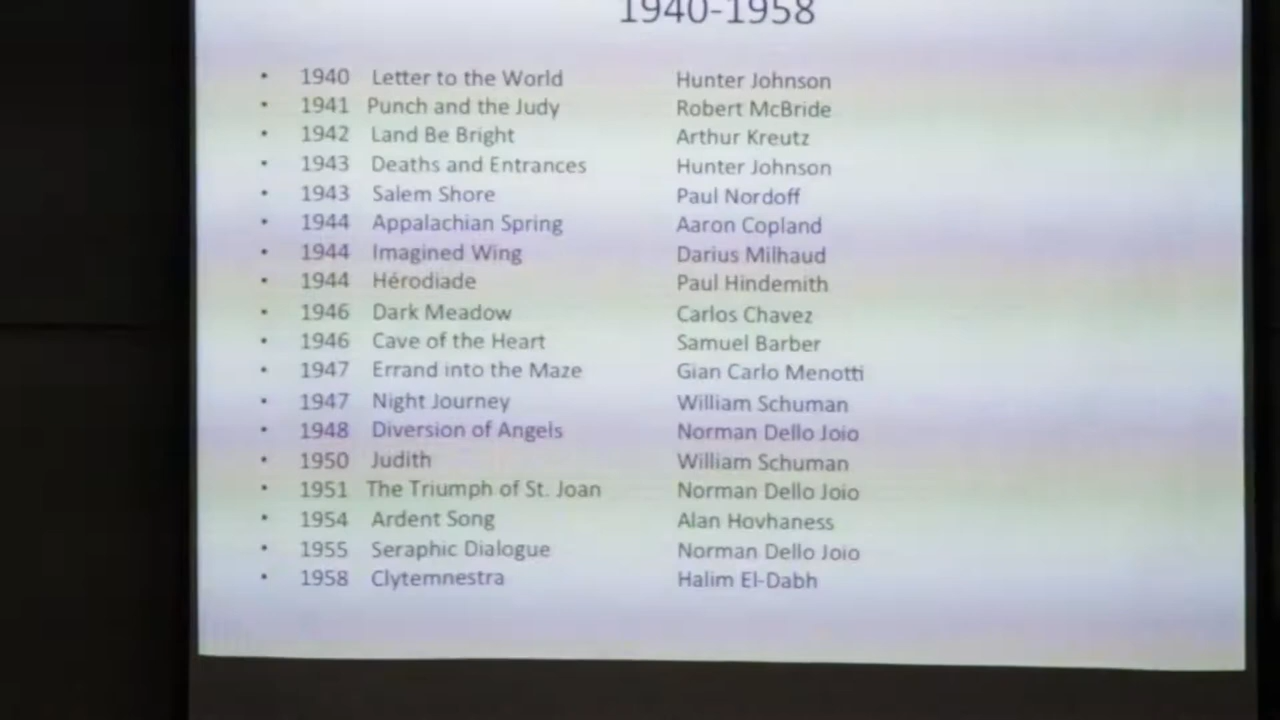 1940-1958
• 1940 Letter to the World Hunter Johnson
• 1941 Punch and the Judy Robert McBride
• 1942 Land Be Bright Arthur Kreutz
• 1943 Deaths and Entrances Hunter Johnson
• 1943 Salem Shore Paul Nordoff
• 1944 Appalachian Spring Aaron Copland
• 1944 Imagined Wing Darius Milhaud
• 1944 Hérodiade Paul Hindemith
• 1946 Dark Meadow Carlos Chavez
• 1946 Cave of the Heart Samuel Barber
• 1947 Errand into the Maze Gian Carlo Menotti
• 1947 Night Journey William Schuman
• 1948 Diversion of Angels Norman Dello Joio
• 1950 Judith William Schuman
• 1951 The Triumph of St. Joan Norman Dello Joio
• 1954 Ardent Song Alan Hovhaness
• 1955 Seraphic Dialogue Norman Dello Joio
• 1958 Clytemnestra Halim El-Dabh